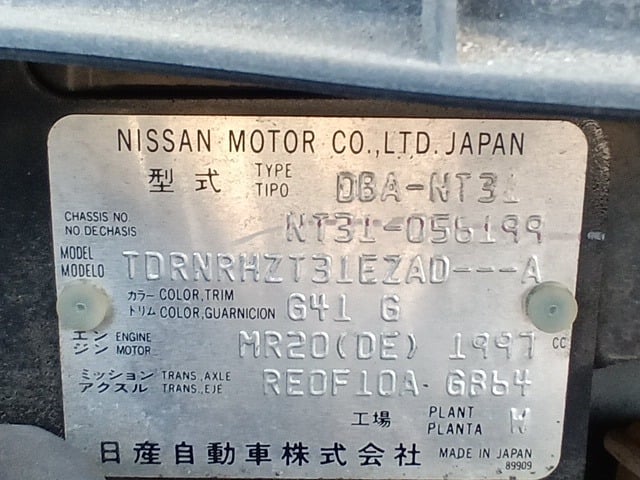 NISSAN MOTOR CO.,LTD. JAPAN
型式 TYPE TIPO DBA-NT31
CHASSIS NO. NO. DECHASIS NT31-056199
MODEL MODELO TDRNRHZT31EZAD---A
カラー COLOR, TRIM トリム COLOR, GUARNICION G41 G
エンジン ENGINE MOTOR MR20(DE) 1997 CC
ミッション TRANS., AXLE アクスル TRANS., EJE RE0F10A GB64
工場 PLANT PLANTA W
日産自動車株式会社 MADE IN JAPAN
89909